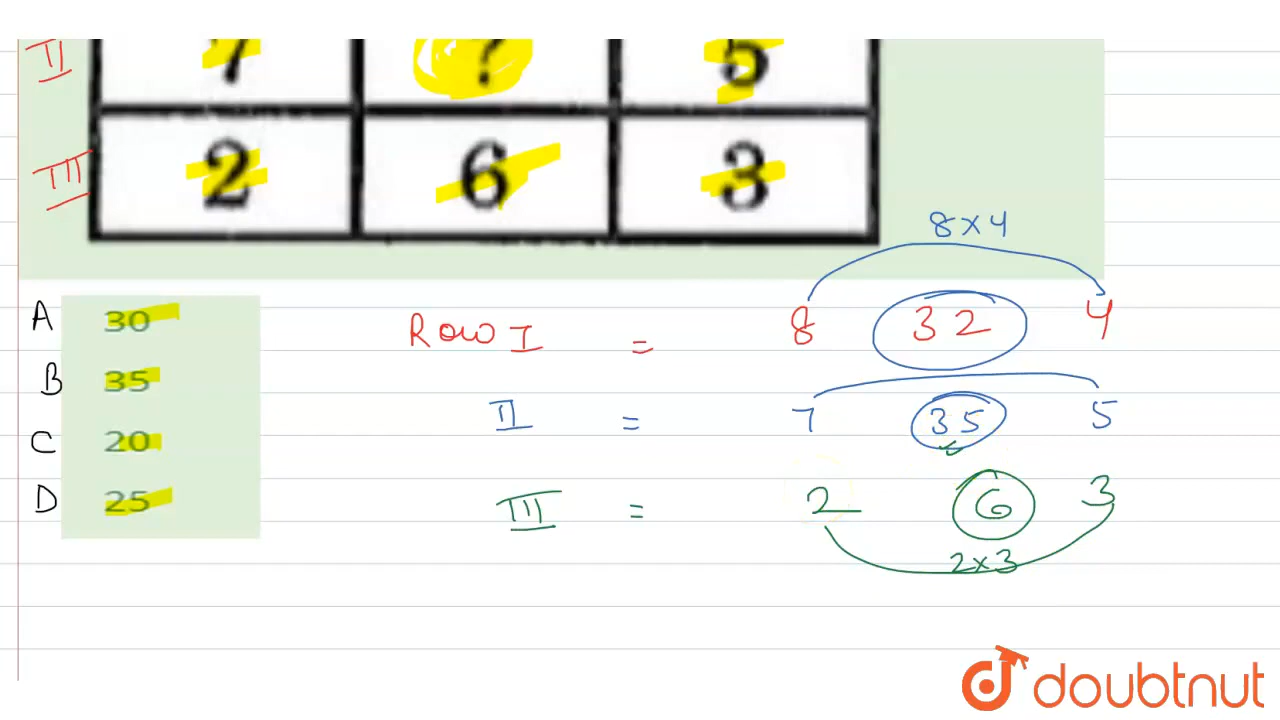 II 7 ? 5
III 2 6 3
8×4
A 30 Row I = 8 32 4
B 35 II = 7 35 5
C 20
D 25 III = 2 6 3
2×3
doubtnut